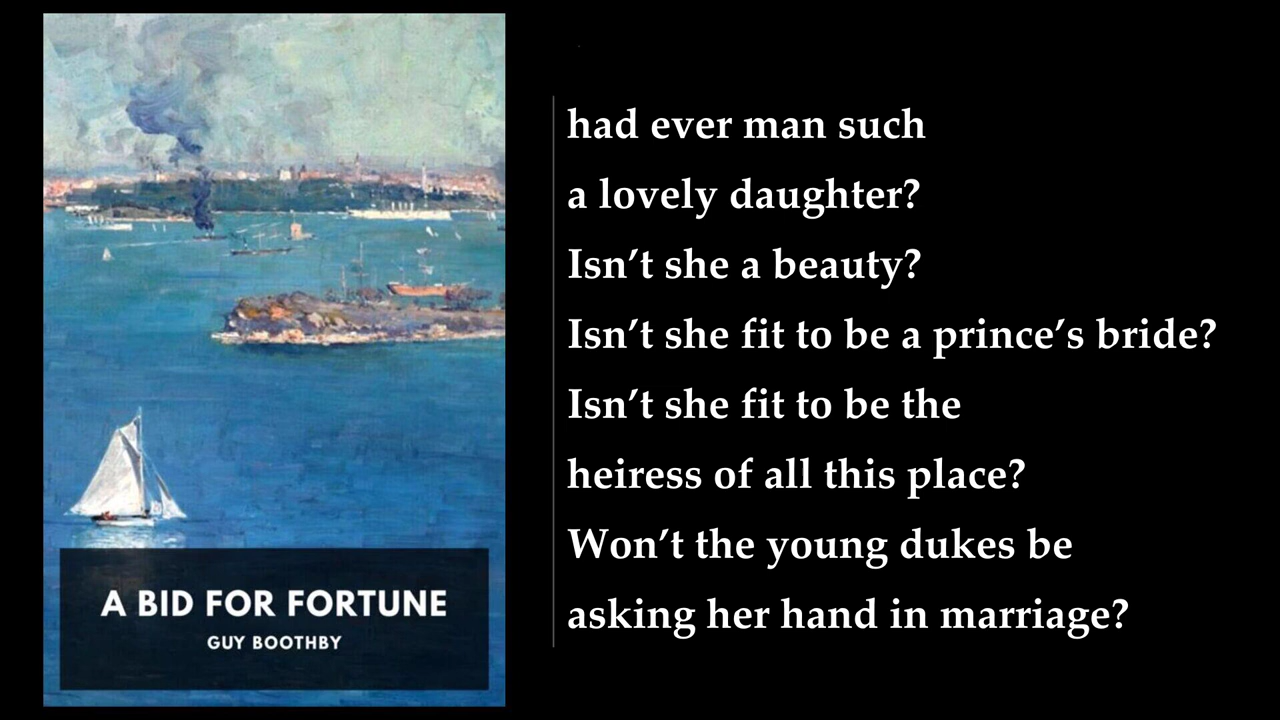 A BID FOR FORTUNE
GUY BOOTHBY
had ever man such
a lovely daughter?
Isn’t she a beauty?
Isn’t she fit to be a prince’s bride?
Isn’t she fit to be the
heiress of all this place?
Won’t the young dukes be
asking her hand in marriage?